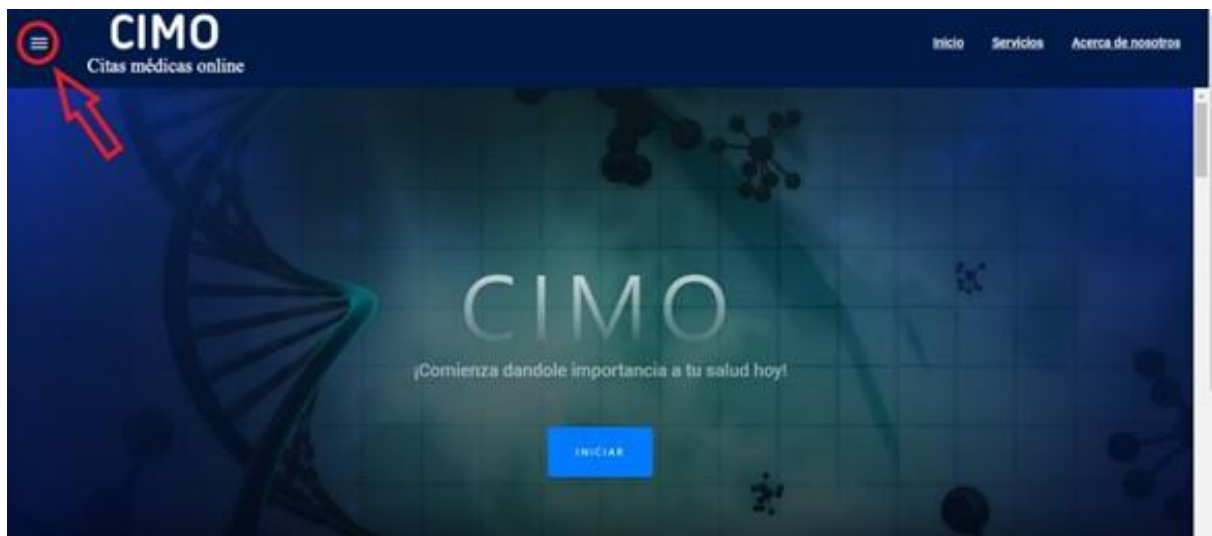 CIMO
Citas médicas online
Inicio Servicios Acerca de nosotros
CIMO
¡Comienza dandole importancia a tu salud hoy!
INICIAR